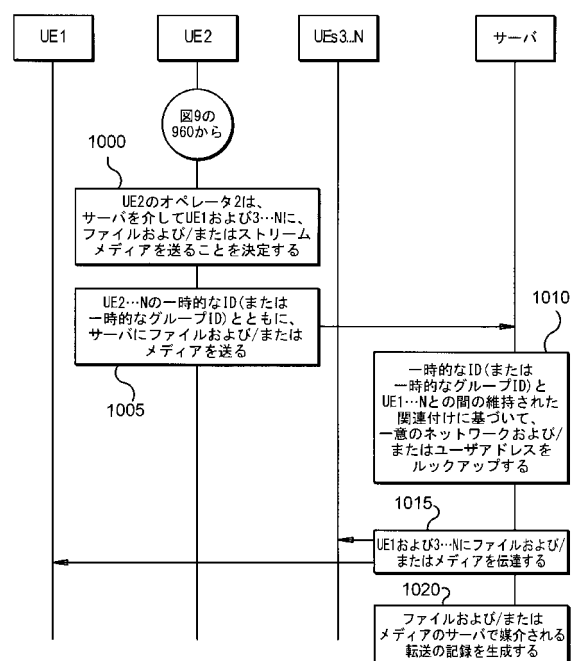 UE1
UE2
UEs3…N
サーバ
図9の
960から
1000
UE2のオペレータ2は、
サーバを介してUE1および3…Nに、
ファイルおよび/またはストリーム
メディアを送ることを決定する
UE2…Nの一時的なID(または
一時的なグループID)とともに、
サーバにファイルおよび/または
メディアを送る
1005
1010
一時的なID(または
一時的なグループID)と
UE1…Nとの間の維持された
関連付けに基づいて、
一意のネットワークおよび/
またはユーザアドレスを
ルックアップする
1015
UE1および3…Nにファイルおよび/
またはメディアを伝達する
1020
ファイルおよび/または
メディアのサーバで媒介される
転送の記録を生成する